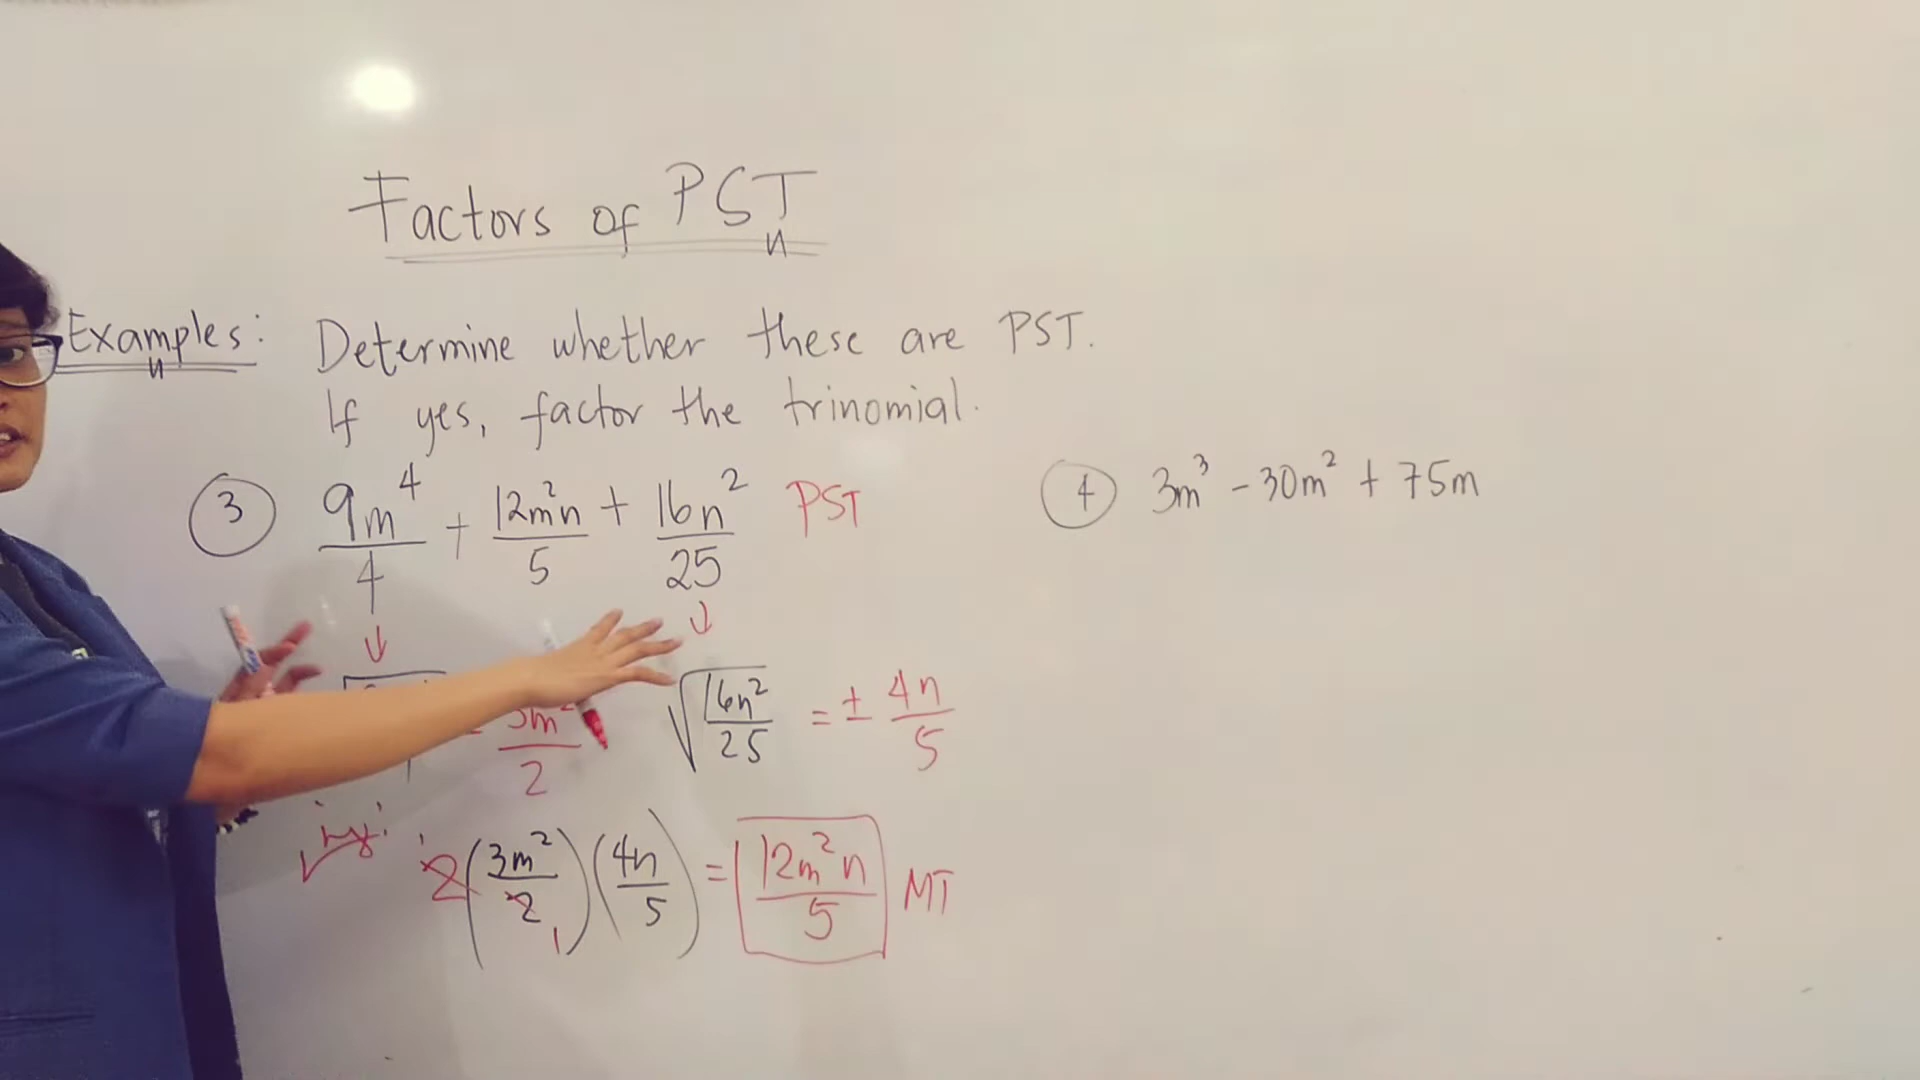 Factors of PST
Examples: Determine whether these are PST.
If yes, factor the trinomial.
③ 9m⁴/4 + 12m²n/5 + 16n²/25 PST
↓ ↓
3m²/2 √(16n²/25) = ± 4n/5
2(3m²/2)(4n/5) = 12m²n/5 MT
④ 3m³ - 30m² + 75m